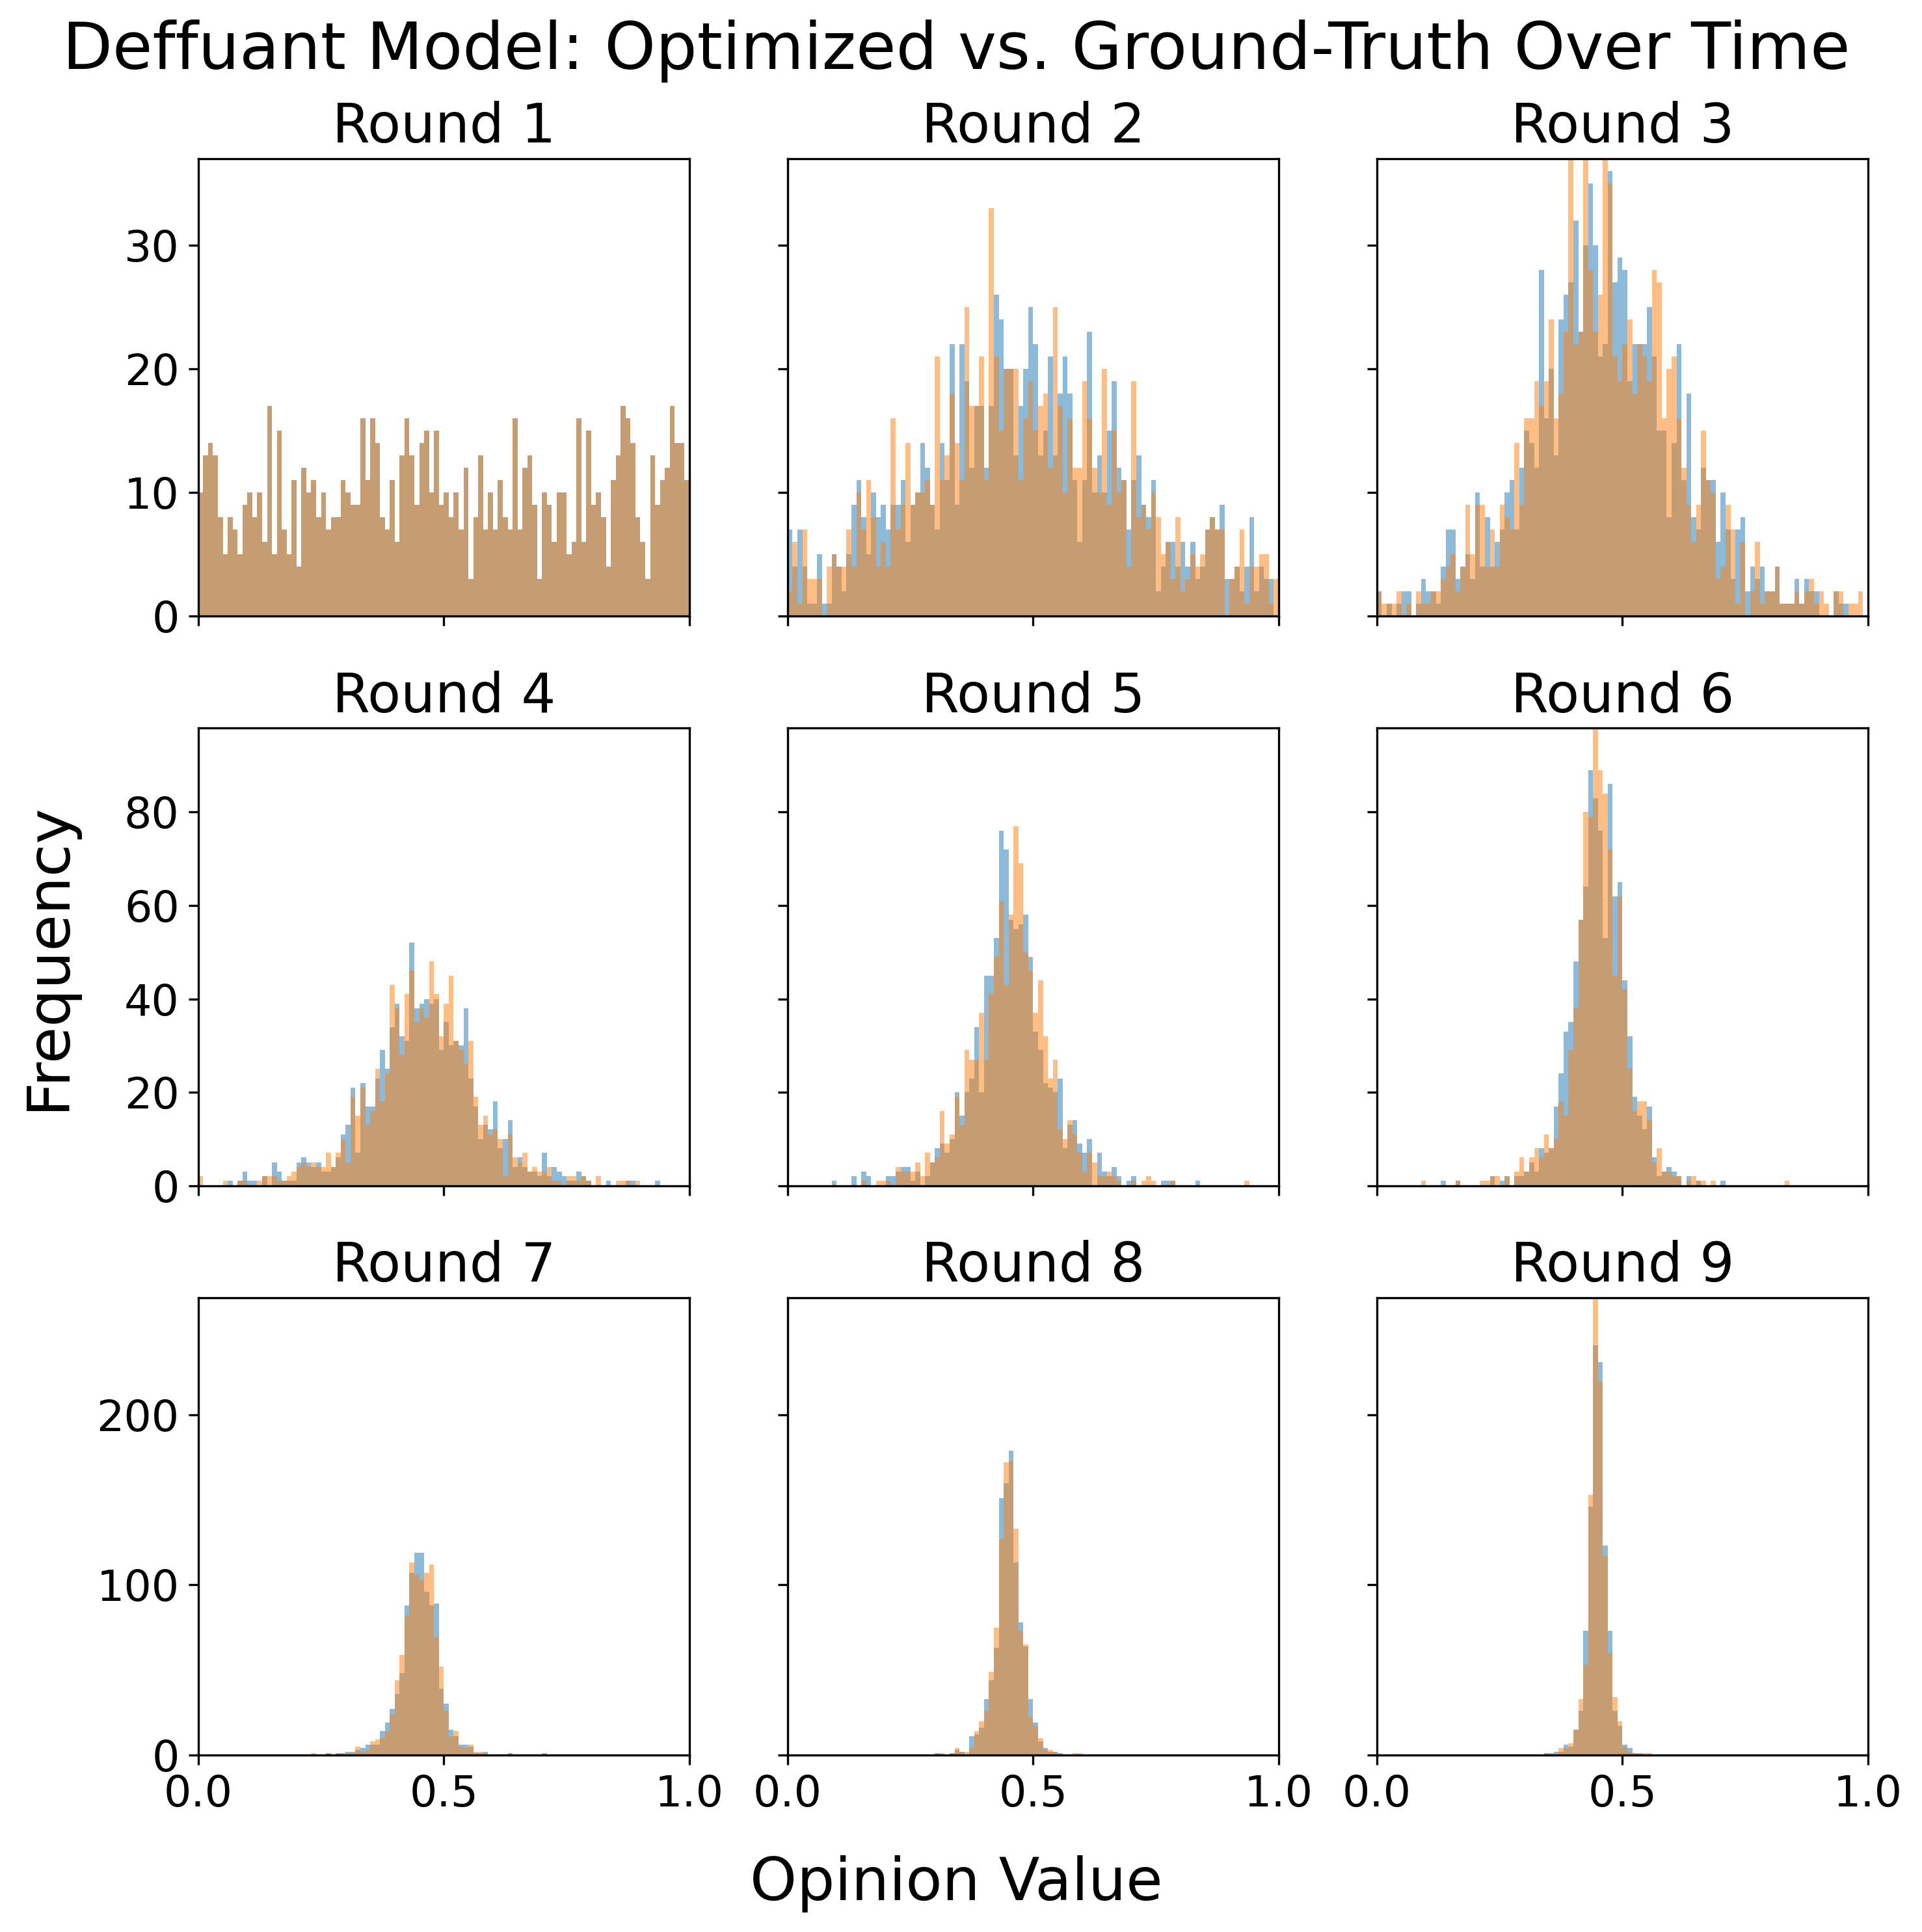 Deffuant Model: Optimized vs. Ground-Truth Over Time
Round 1
Round 2
Round 3
30
20
10
0
Round 4
Round 5
Round 6
Frequency
80
60
40
20
0
Round 7
Round 8
Round 9
200
100
0
0.0 0.5 1.0 0.0 0.5 1.0 0.0 0.5 1.0
Opinion Value